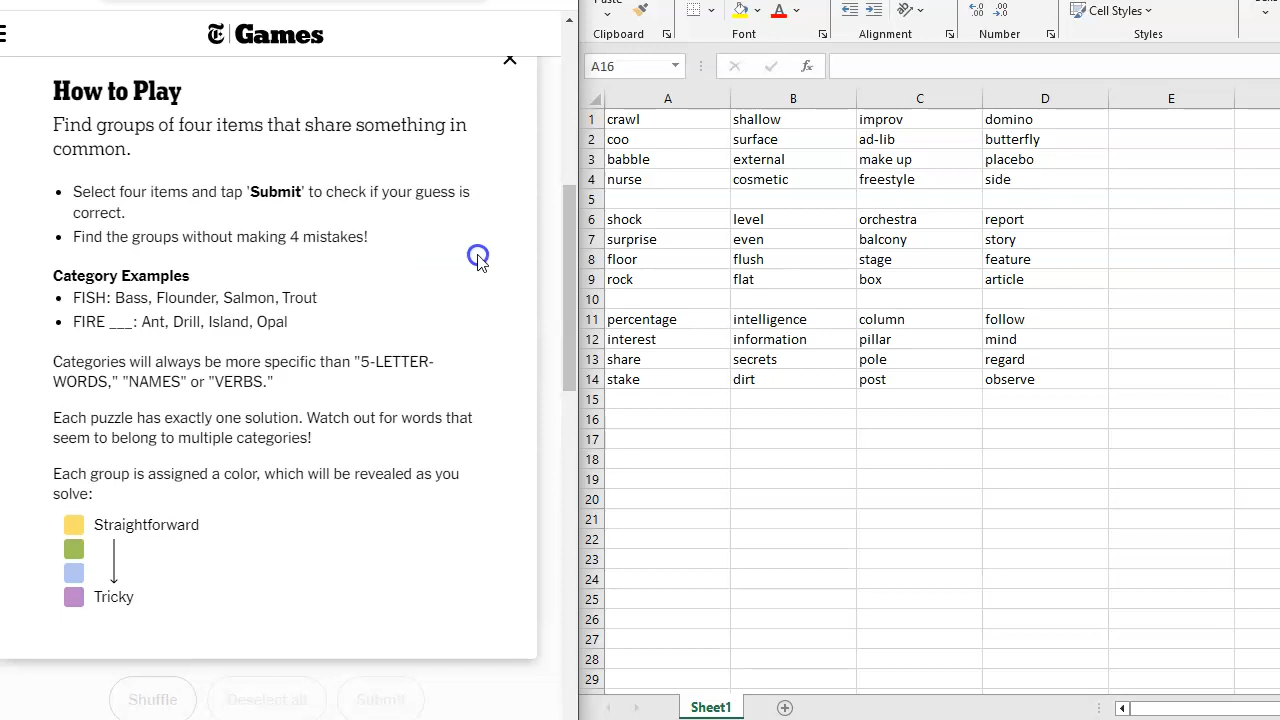 Games
How to Play
Find groups of four items that share something in
common.
Select four items and tap 'Submit' to check if your guess is
correct.
Find the groups without making 4 mistakes!
Category Examples
FISH: Bass, Flounder, Salmon, Trout
FIRE ___: Ant, Drill, Island, Opal
Categories will always be more specific than "5-LETTER-
WORDS," "NAMES" or "VERBS."
Each puzzle has exactly one solution. Watch out for words that
seem to belong to multiple categories!
Each group is assigned a color, which will be revealed as you
solve:
Straightforward
Tricky
Shuffle Deselect all Submit
Cell Styles
Clipboard Font Alignment Number Styles
A16 fx
A B C D E
1 crawl shallow improv domino
2 coo surface ad-lib butterfly
3 babble external make up placebo
4 nurse cosmetic freestyle side
5
6 shock level orchestra report
7 surprise even balcony story
8 floor flush stage feature
9 rock flat box article
10
11 percentage intelligence column follow
12 interest information pillar mind
13 share secrets pole regard
14 stake dirt post observe
15
16
17
18
19
20
21
22
23
24
25
26
27
28
29
Sheet1